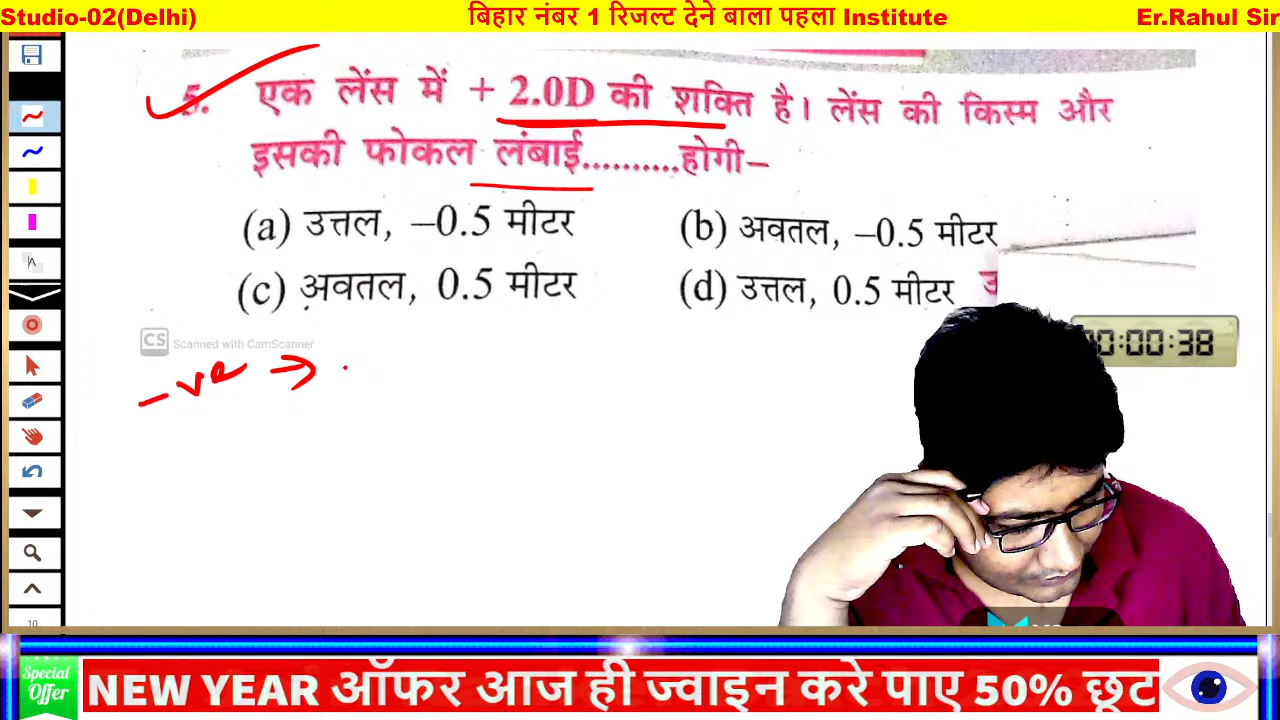 Studio-02(Delhi) बिहार नंबर 1 रिजल्ट देने बाला पहला Institute Er.Rahul Sir
5. एक लेंस में + 2.0D की शक्ति है। लेंस की किस्म और
इसकी फोकल लंबाई..........होगी–
(a) उत्तल, –0.5 मीटर (b) अवतल, –0.5 मीटर
(c) अवतल, 0.5 मीटर (d) उत्तल, 0.5 मीटर
CS Scanned with CamScanner
00:00:38
-ve →
10
Special Offer
NEW YEAR ऑफर आज ही ज्वाइन करे पाए 50% छूट